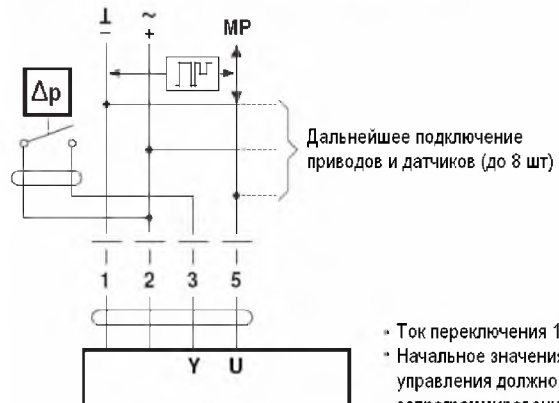 ⊥ ~
– + MP
Δp
Дальнейшее подключение
приводов и датчиков (до 8 шт)
1 2 3 5
• Ток переключения 1
• Начальное значения
Y U
управления должно